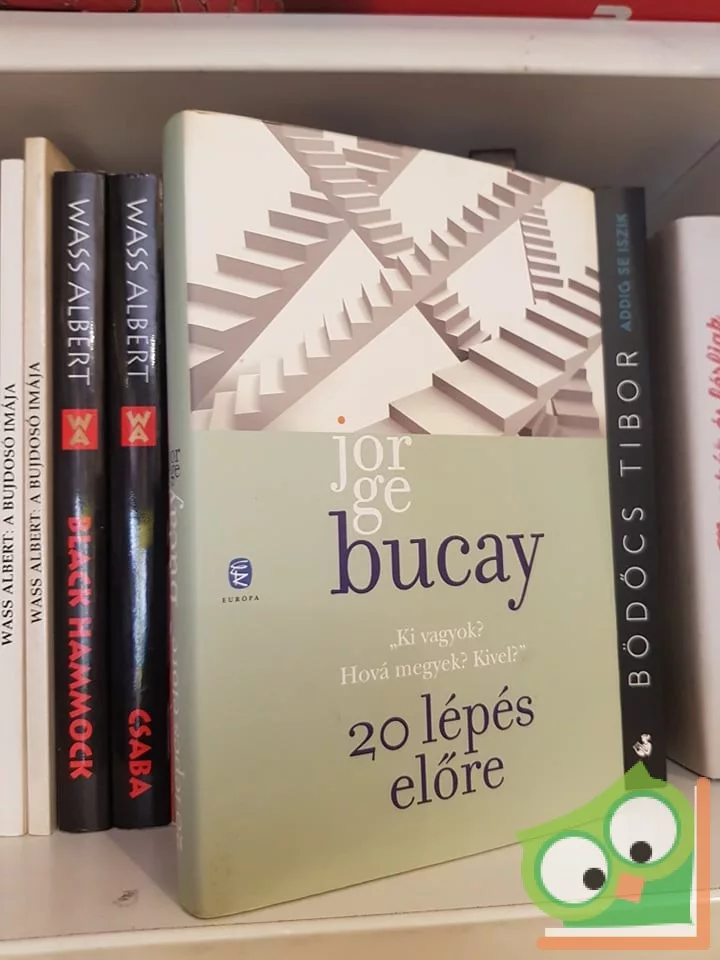 WASS ALBERT: A BUJDOSÓ IMÁJA
WASS ALBERT: A BUJDOSÓ IMÁJA
WASS ALBERT
WA
BLACK HAMMOCK
WASS ALBERT
WA
CSABA
jor
ge
bucay
EURÓPA
„Ki vagyok?
Hová megyek? Kivel?”
20 lépés
előre
BÖDŐCS TIBOR ADDIG SE ISZIK